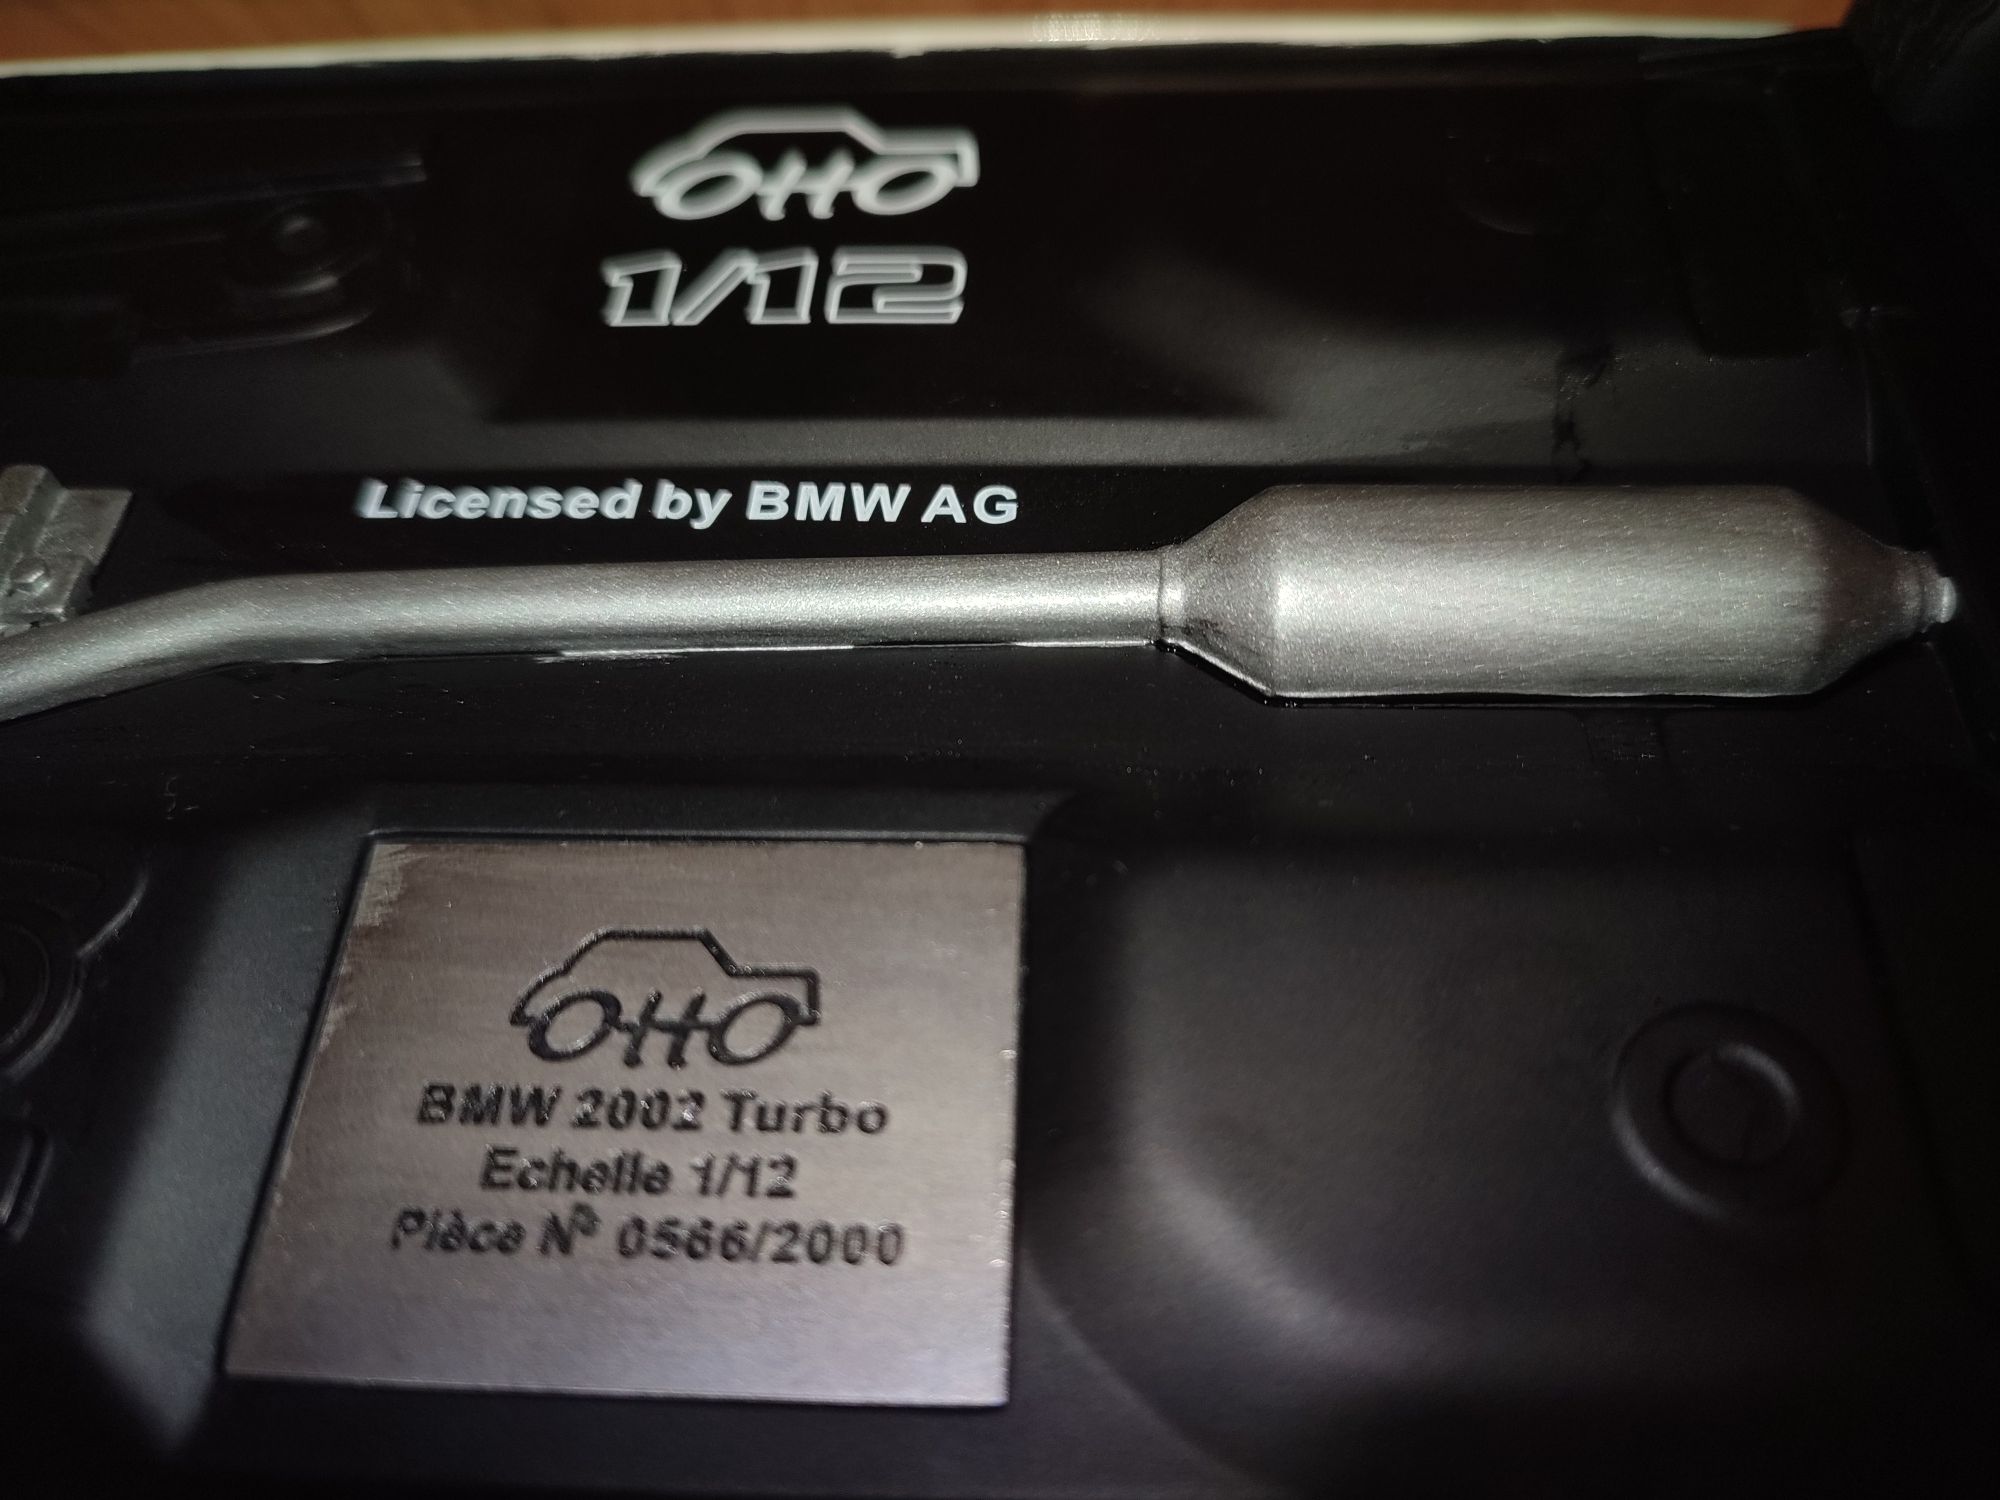 OttO
1/12
Licensed by BMW AG
OttO
BMW 2002 Turbo
Echelle 1/12
Pièce N° 0566/2000